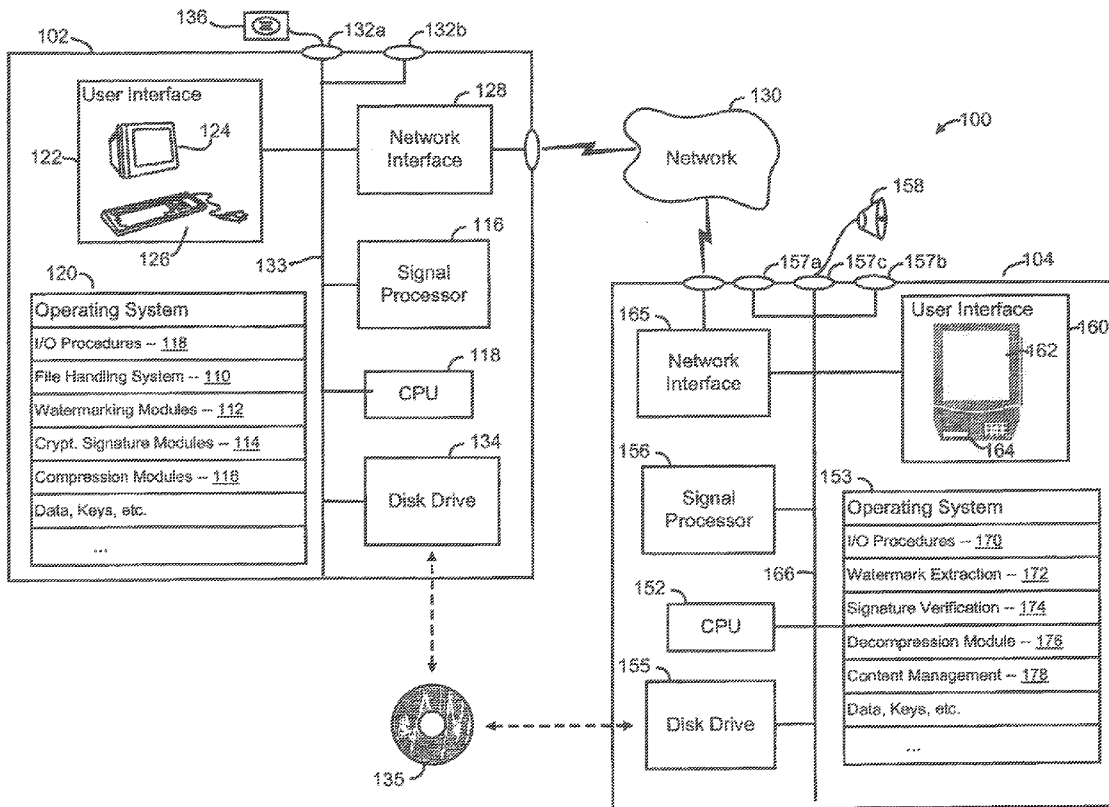 136
132a
132b
102
User Interface
124
122
126
128
Network Interface
130
Network
100
158
116
Signal Processor
133
120
Operating System
I/O Procedures -- 118
File Handling System -- 110
Watermarking Modules -- 112
Crypt. Signature Modules -- 114
Compression Modules -- 116
Data, Keys, etc.
...
118
CPU
134
Disk Drive
135
157a
157c
157b
104
165
Network Interface
User Interface
160
162
164
156
Signal Processor
166
152
CPU
155
Disk Drive
153
Operating System
I/O Procedures -- 170
Watermark Extraction -- 172
Signature Verification -- 174
Decompression Module -- 176
Content Management -- 178
Data, Keys, etc.
...